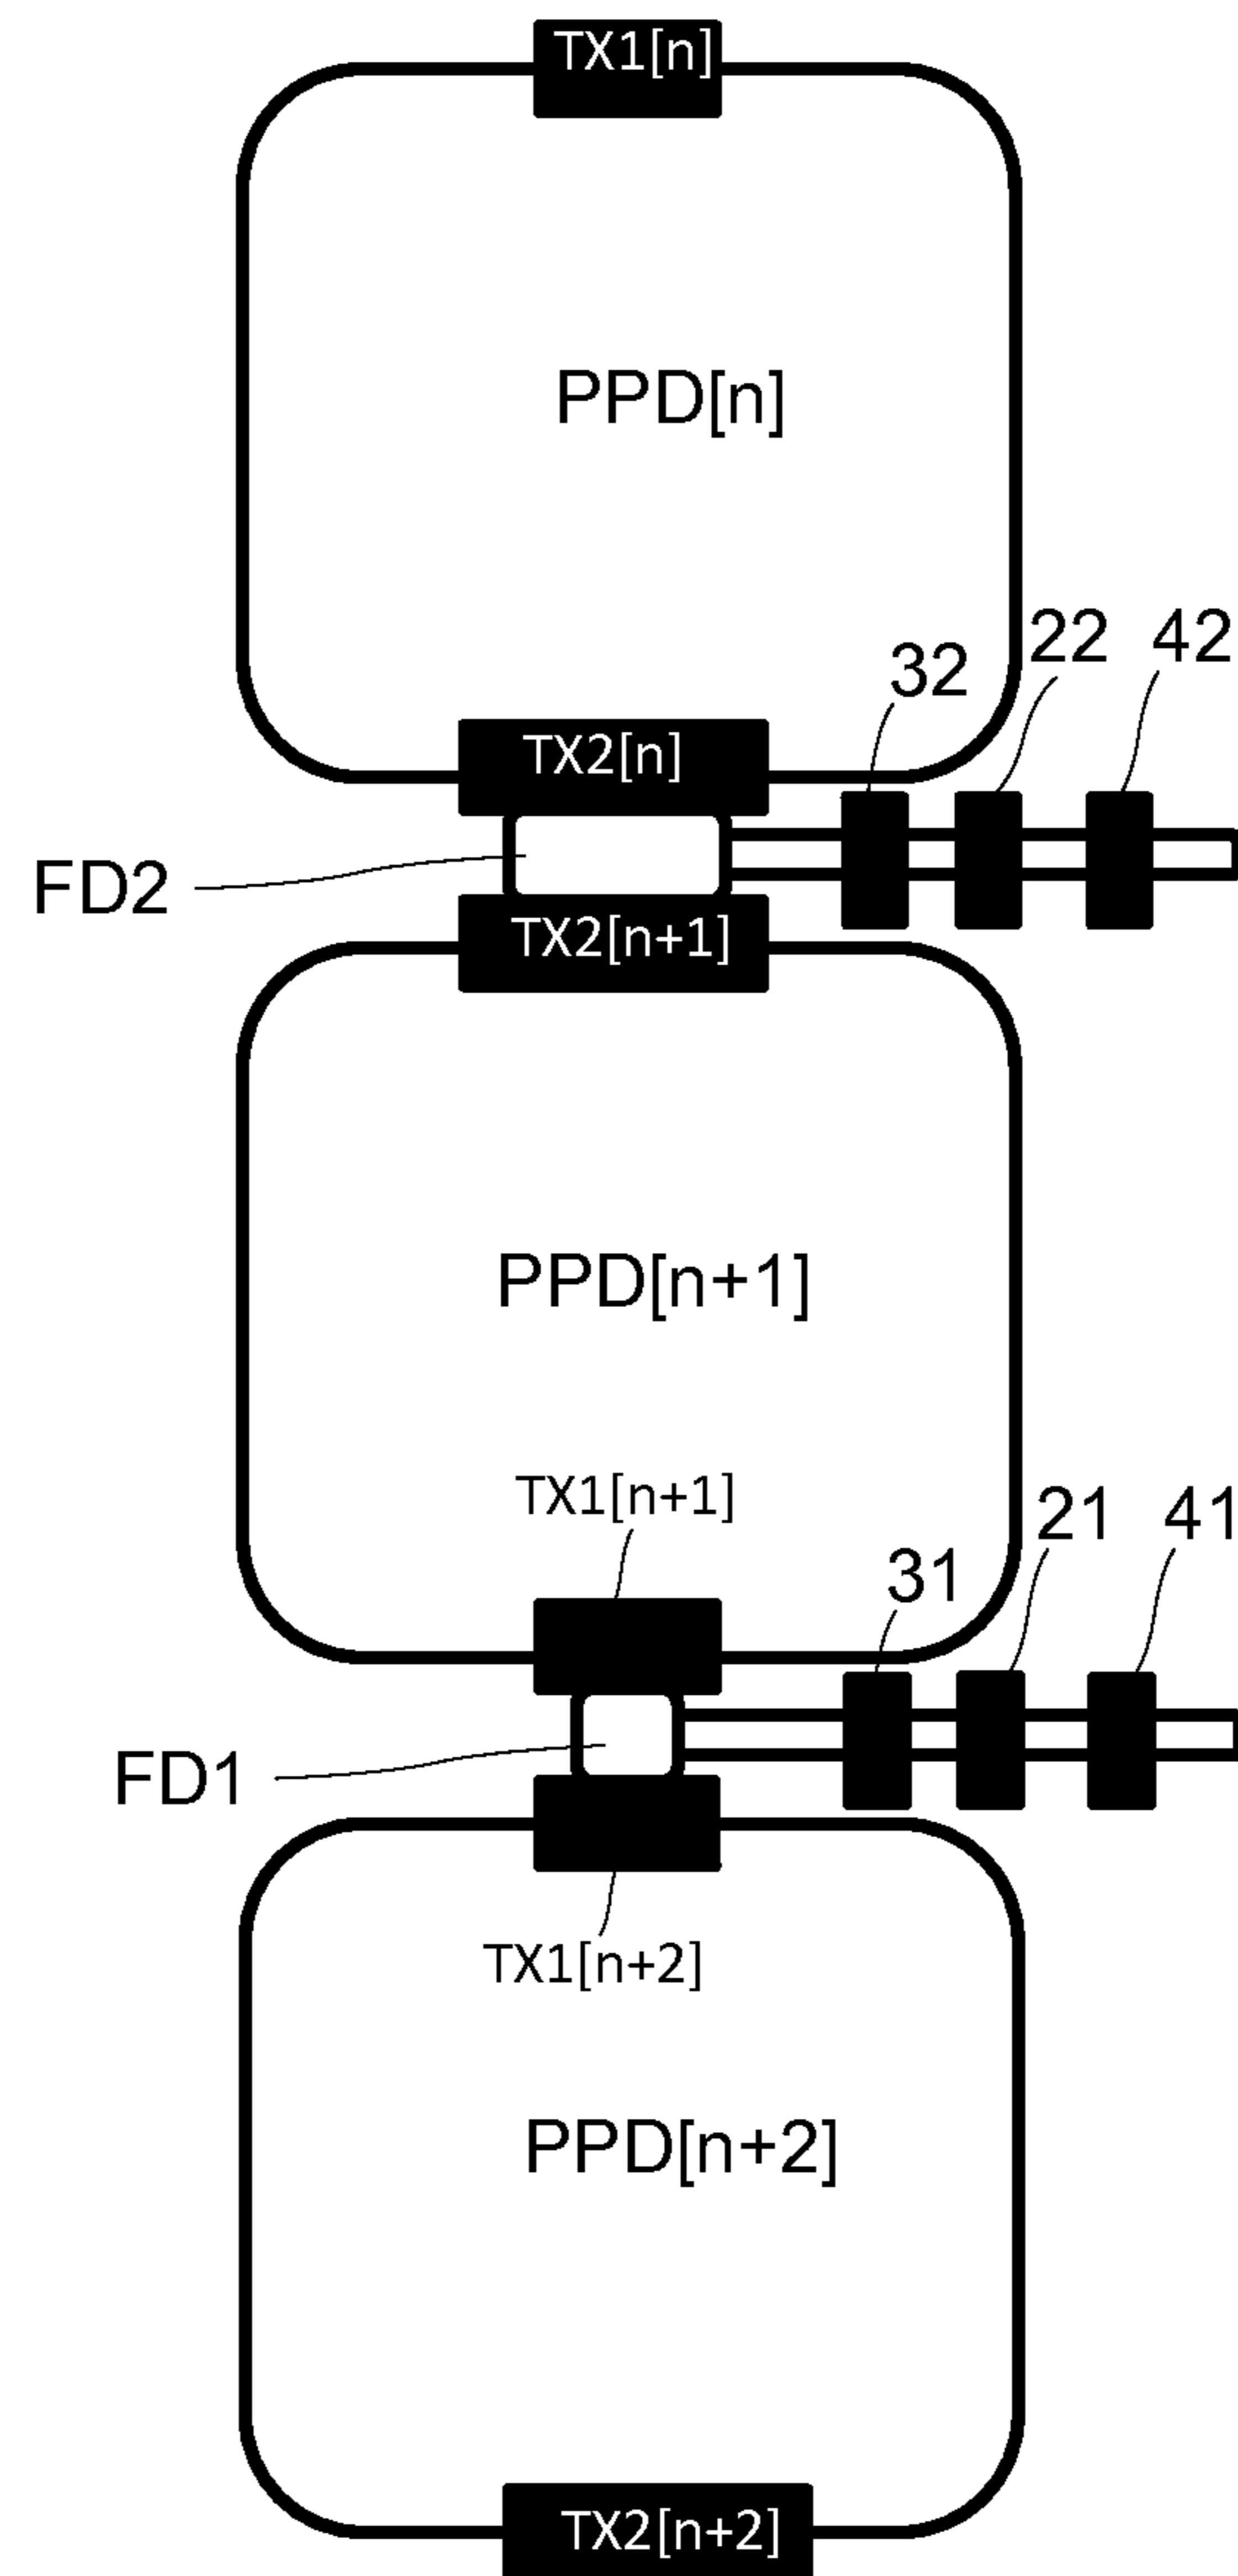 TX1[n]
PPD[n]
32 22 42
TX2[n]
FD2
TX2[n+1]
PPD[n+1]
TX1[n+1]
31 21 41
FD1
TX1[n+2]
PPD[n+2]
TX2[n+2]